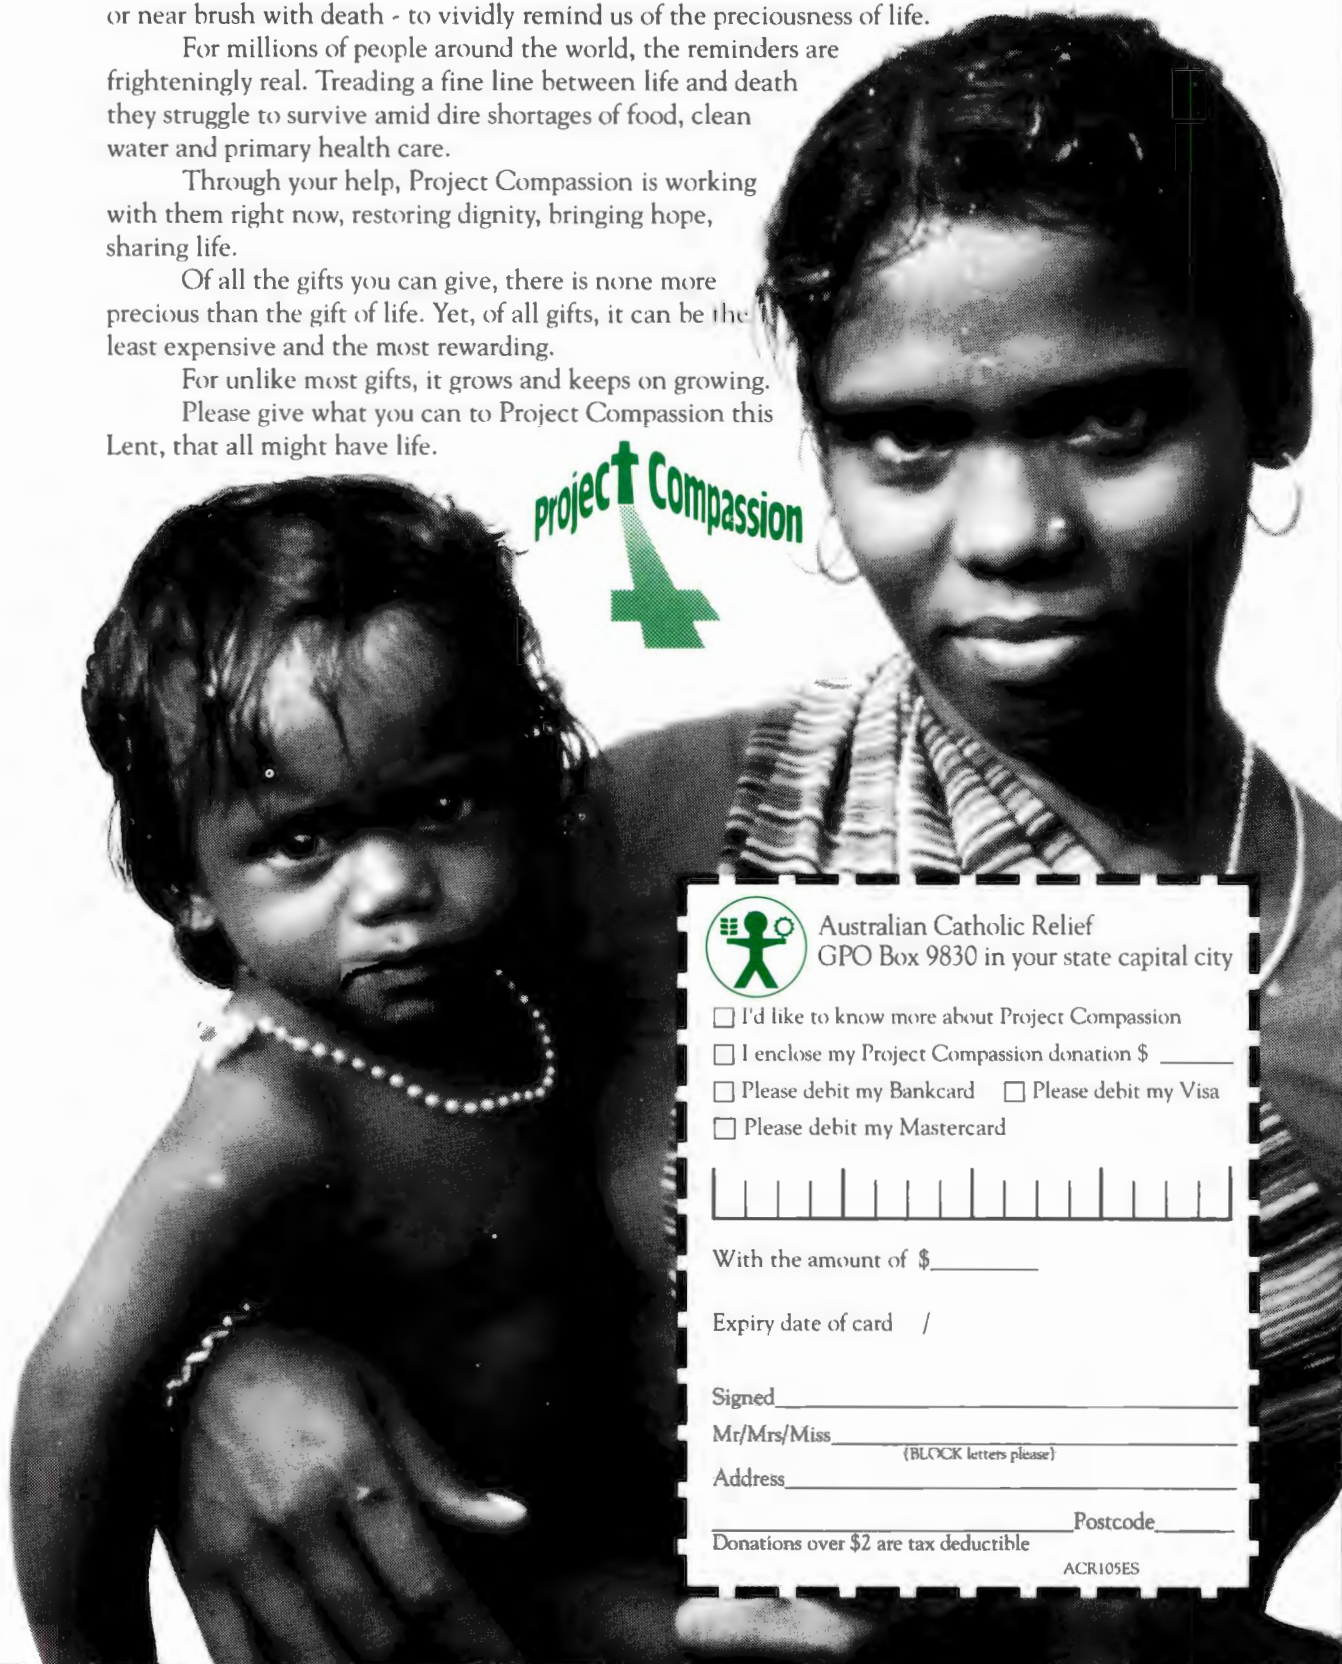 or near brush with death - to vividly remind us of the preciousness of life.
For millions of people around the world, the reminders are
frighteningly real. Treading a fine line between life and death
they struggle to survive amid dire shortages of food, clean
water and primary health care.
Through your help, Project Compassion is working
with them right now, restoring dignity, bringing hope,
sharing life.
Of all the gifts you can give, there is none more
precious than the gift of life. Yet, of all gifts, it can be the
least expensive and the most rewarding.
For unlike most gifts, it grows and keeps on growing.
Please give what you can to Project Compassion this
Lent, that all might have life.
Project Compassion
Australian Catholic Relief
GPO Box 9830 in your state capital city
I'd like to know more about Project Compassion
I enclose my Project Compassion donation $
Please debit my Bankcard Please debit my Visa
Please debit my Mastercard
With the amount of $
Expiry date of card /
Signed
Mr/Mrs/Miss
(BLOCK letters please)
Address
Postcode
Donations over $2 are tax deductible
ACR105ES